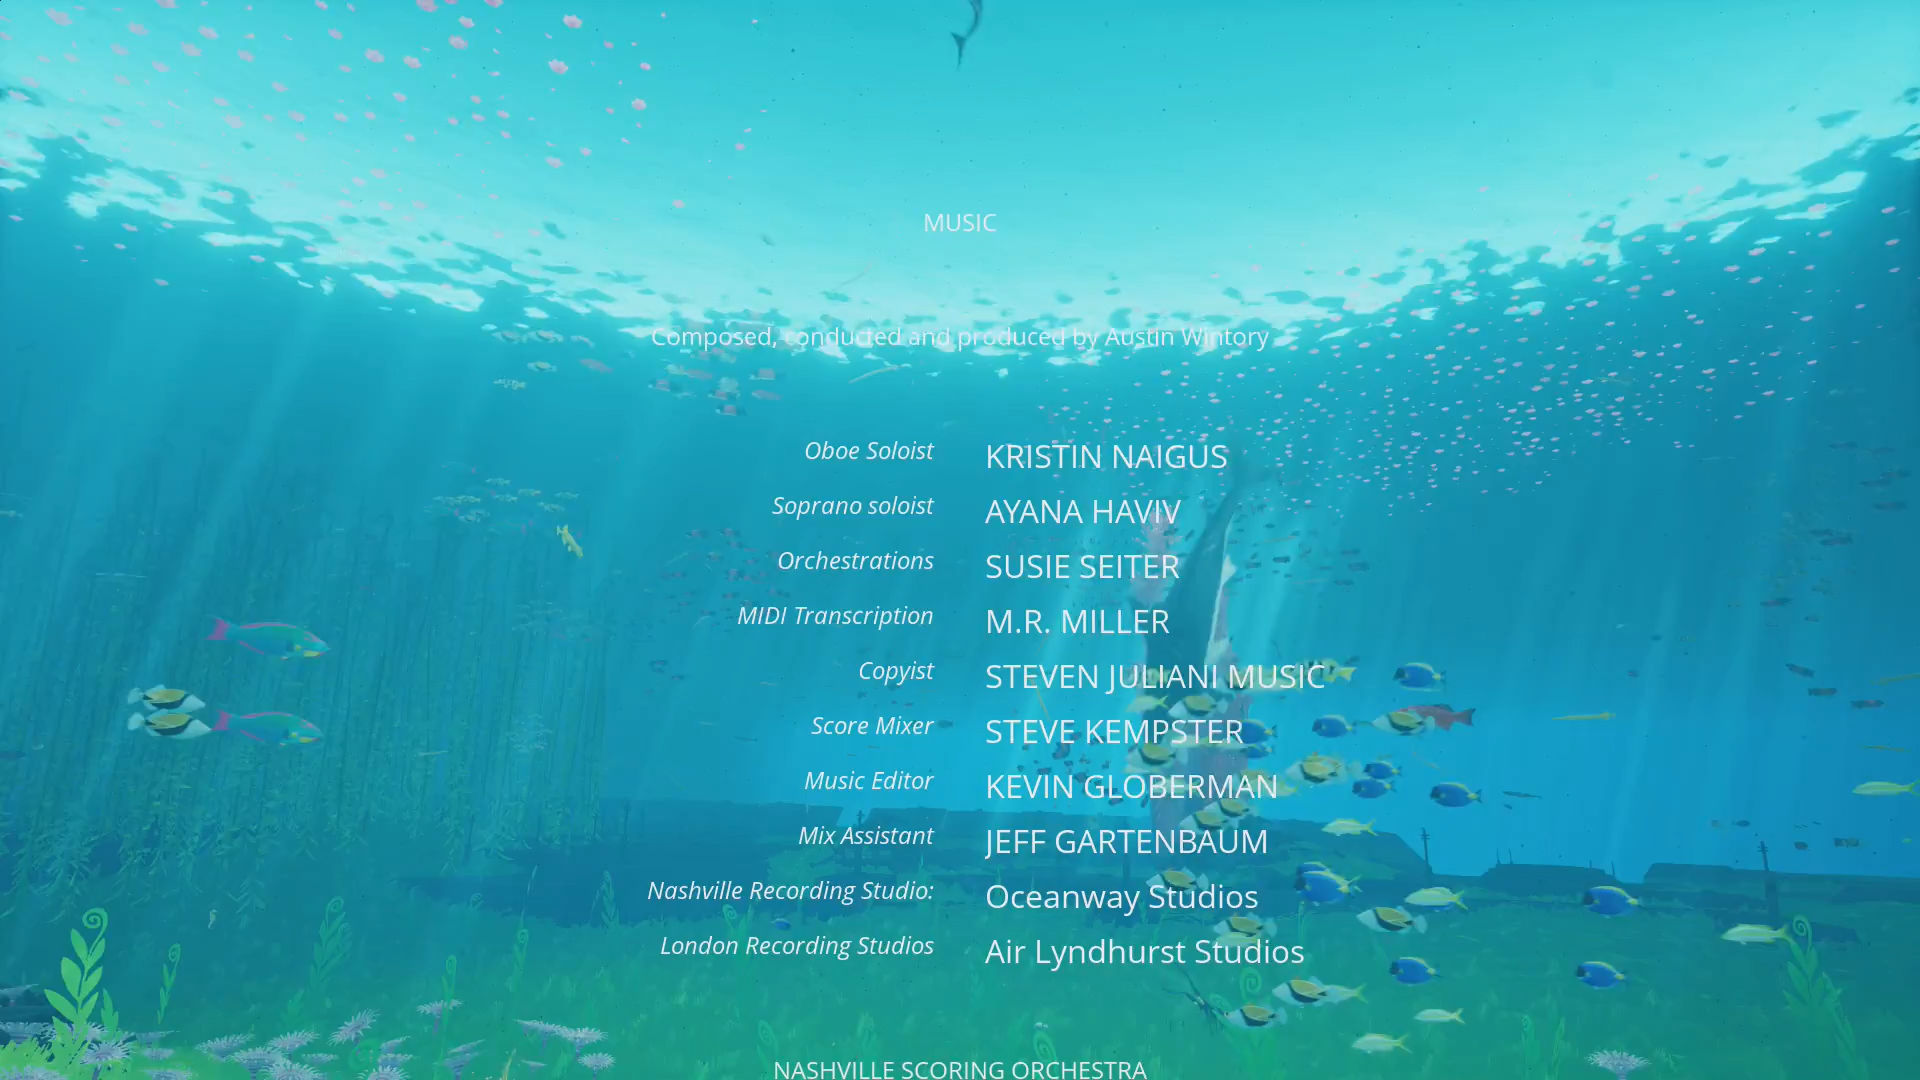 MUSIC
Composed, conducted and produced by Austin Wintory
Oboe Soloist KRISTIN NAIGUS
Soprano soloist AYANA HAVIV
Orchestrations SUSIE SEITER
MIDI Transcription M.R. MILLER
Copyist STEVEN JULIANI MUSIC
Score Mixer STEVE KEMPSTER
Music Editor KEVIN GLOBERMAN
Mix Assistant JEFF GARTENBAUM
Nashville Recording Studio: Oceanway Studios
London Recording Studios Air Lyndhurst Studios
NASHVILLE SCORING ORCHESTRA